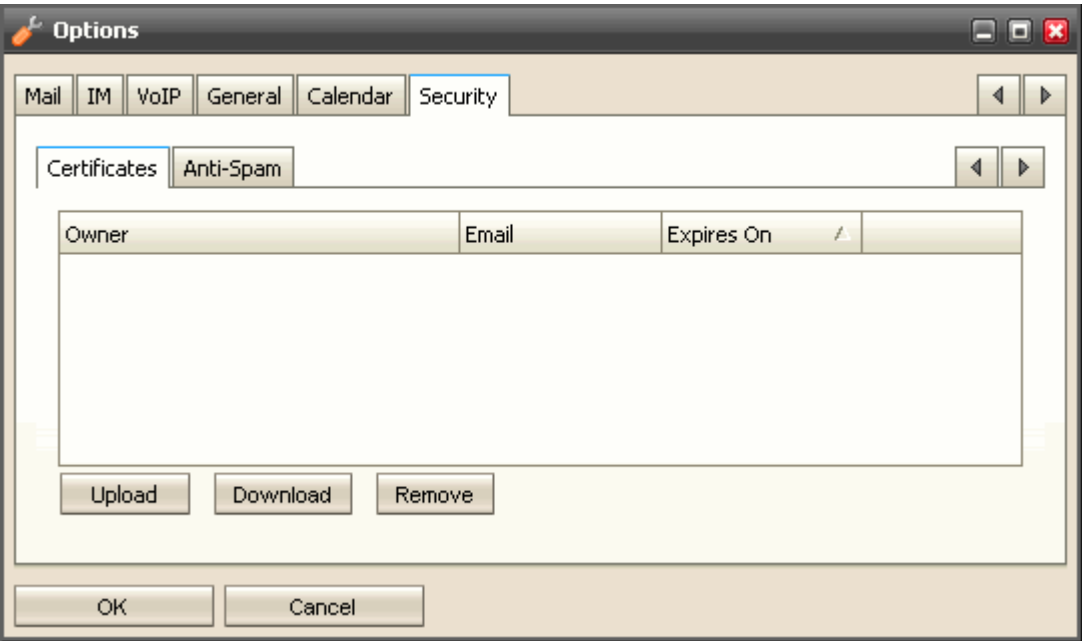 Options
Mail IM VoIP General Calendar Security
Certificates Anti-Spam
Owner Email Expires On
Upload Download Remove
OK Cancel